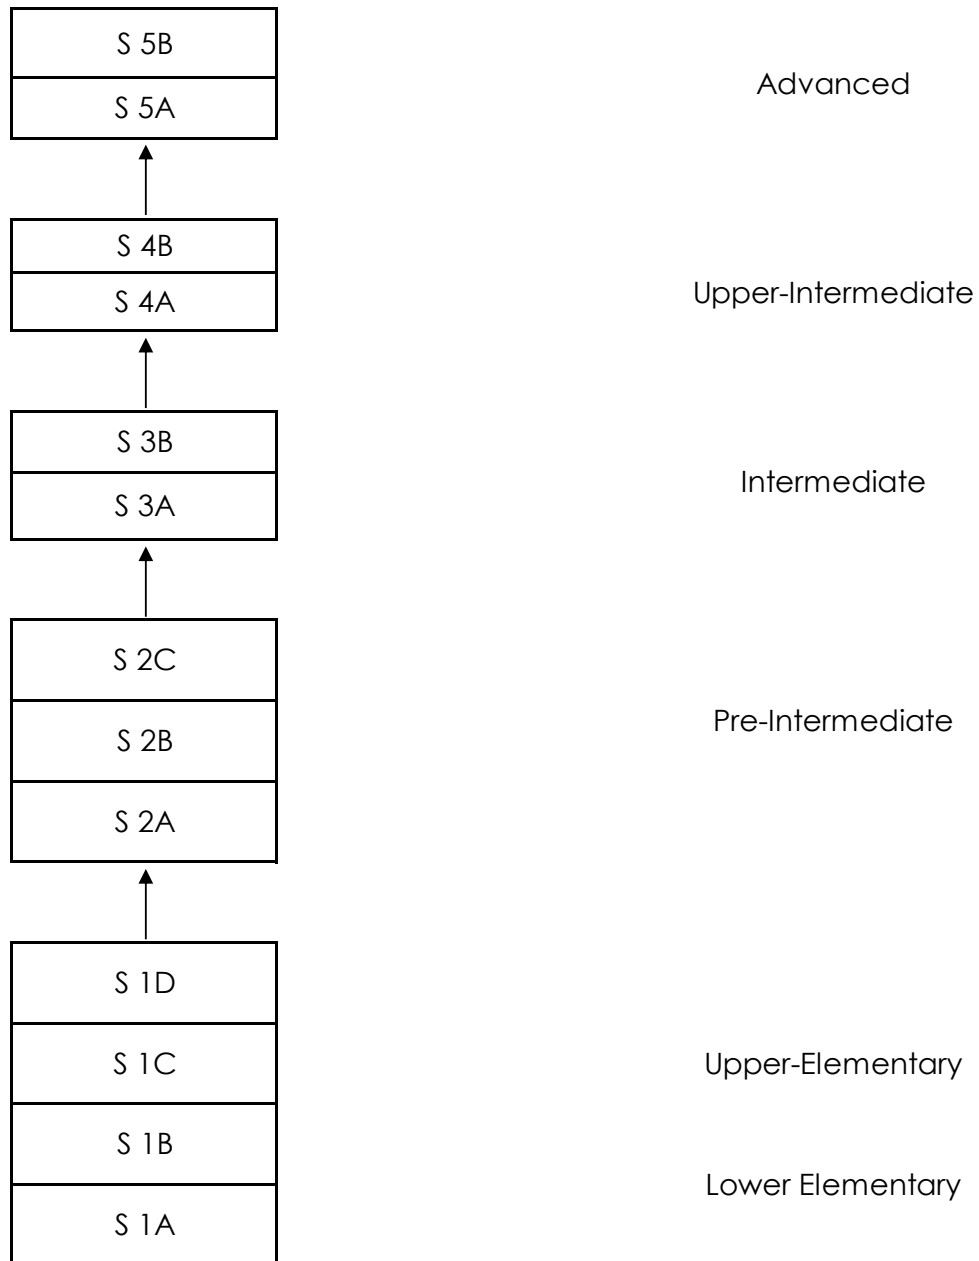 S 5B
Advanced
S 5A
S 4B
Upper-Intermediate
S 4A
S 3B
Intermediate
S 3A
S 2C
Pre-Intermediate
S 2B
S 2A
S 1D
S 1C
Upper-Elementary
S 1B
Lower Elementary
S 1A